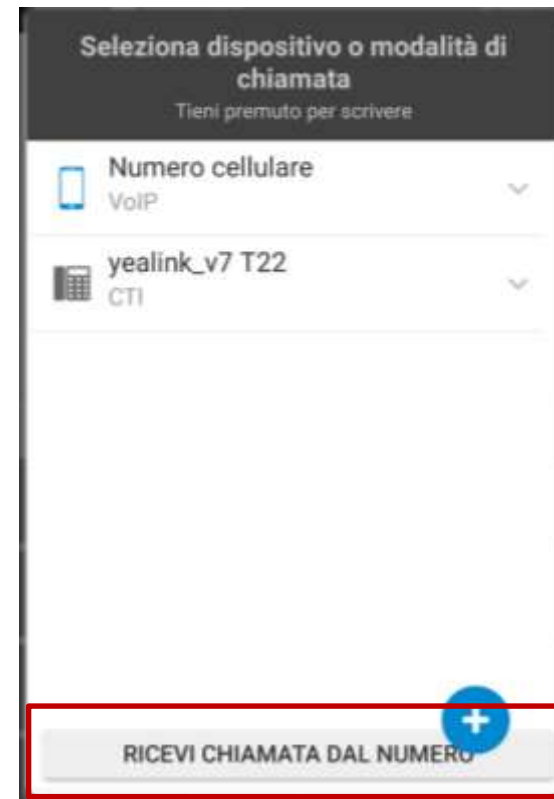 Seleziona dispositivo o modalità di
chiamata
Tieni premuto per scrivere
Numero cellulare
VoIP
yealink_v7 T22
CTI
RICEVI CHIAMATA DAL NUMERO